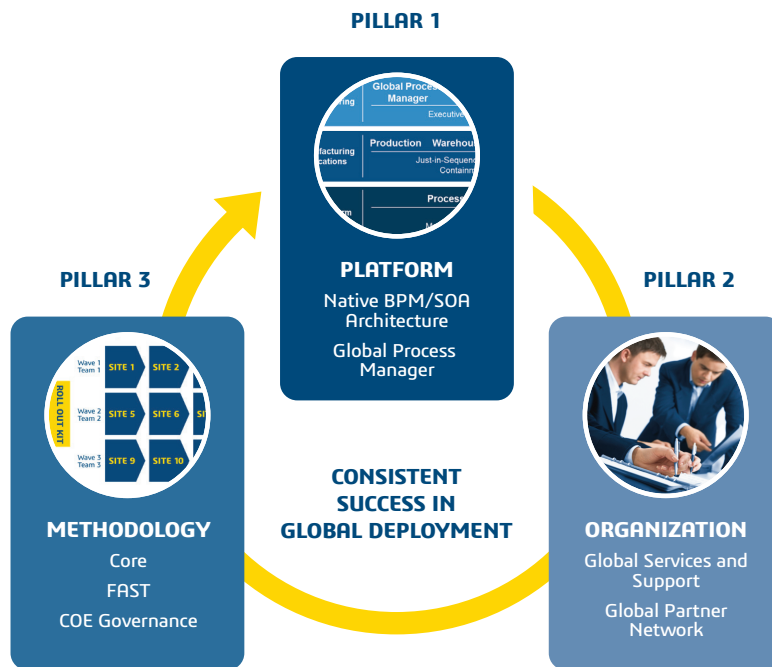 PILLAR 1
Global Process
Manager
Executive
Production Warehou
Just-in-Sequenc
Containm
Process
PLATFORM
Native BPM/SOA
Architecture
Global Process
Manager
PILLAR 3
Wave 1
Team 1
SITE 1
SITE 2
ROLL OUT KIT
Wave 2
Team 2
SITE 5
SITE 6
Wave 3
Team 3
SITE 9
SITE 10
METHODOLOGY
Core
FAST
COE Governance
PILLAR 2
ORGANIZATION
Global Services and
Support
Global Partner
Network
CONSISTENT
SUCCESS IN
GLOBAL DEPLOYMENT